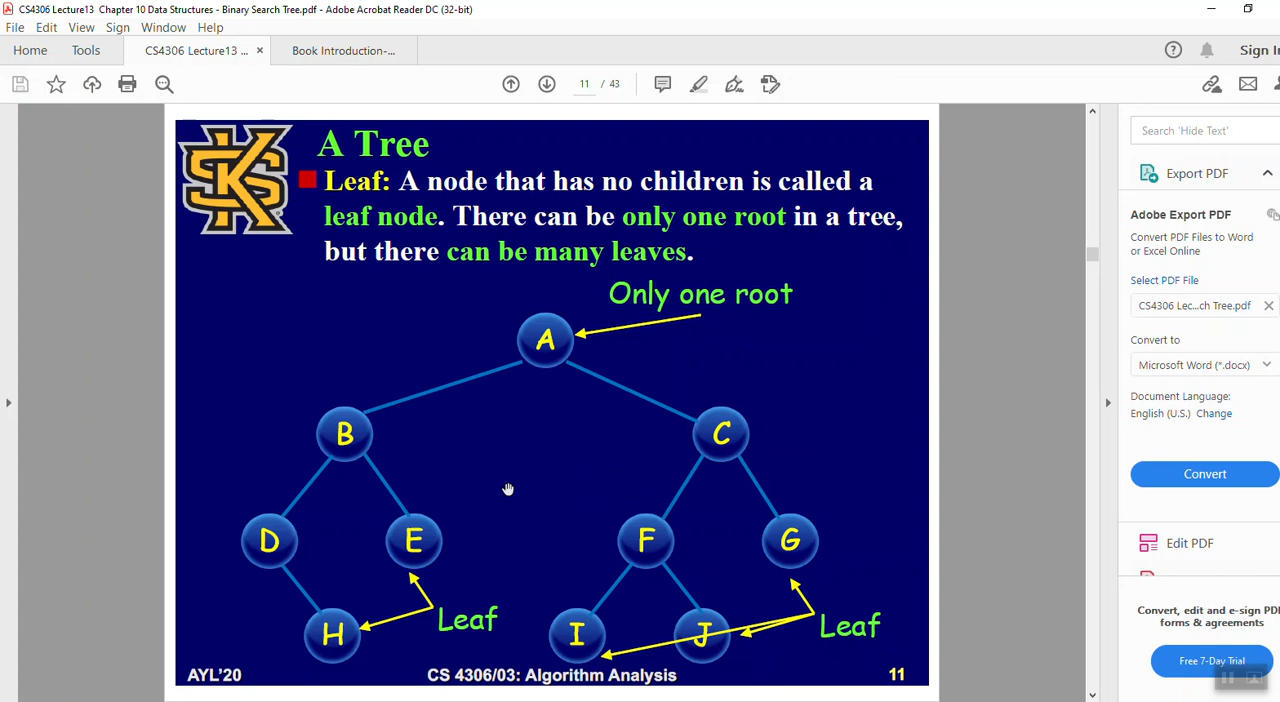 CS4306 Lecture13 Chapter 10 Data Structures - Binary Search Tree.pdf - Adobe Acrobat Reader DC (32-bit)
File Edit View Sign Window Help
Home Tools CS4306 Lecture13 ... × Book Introduction-... Sign In
11 / 43
Search 'Hide Text'
Export PDF
Adobe Export PDF
Convert PDF Files to Word
or Excel Online
Select PDF File
CS4306 Lec...ch Tree.pdf
Convert to
Microsoft Word (*.docx)
Document Language:
English (U.S.) Change
Convert
Edit PDF
Convert, edit and e-sign PDF
forms & agreements
Free 7-Day Trial
KS
A Tree
Leaf: A node that has no children is called a
leaf node. There can be only one root in a tree,
but there can be many leaves.
Only one root
A
B C
D E F G
Leaf Leaf
H I J
AYL'20 CS 4306/03: Algorithm Analysis 11